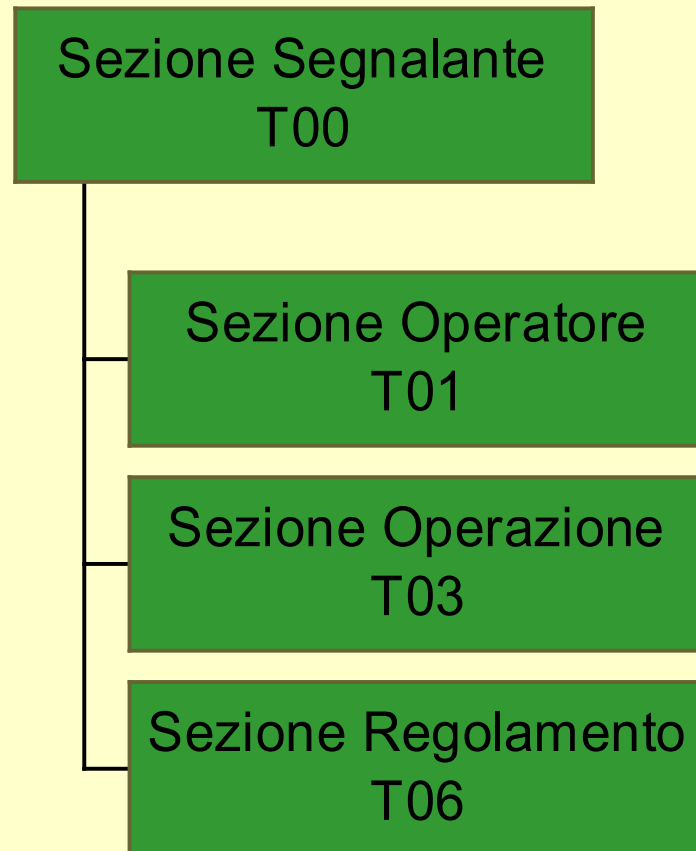 Sezione Segnalante
T00
Sezione Operatore
T01
Sezione Operazione
T03
Sezione Regolamento
T06